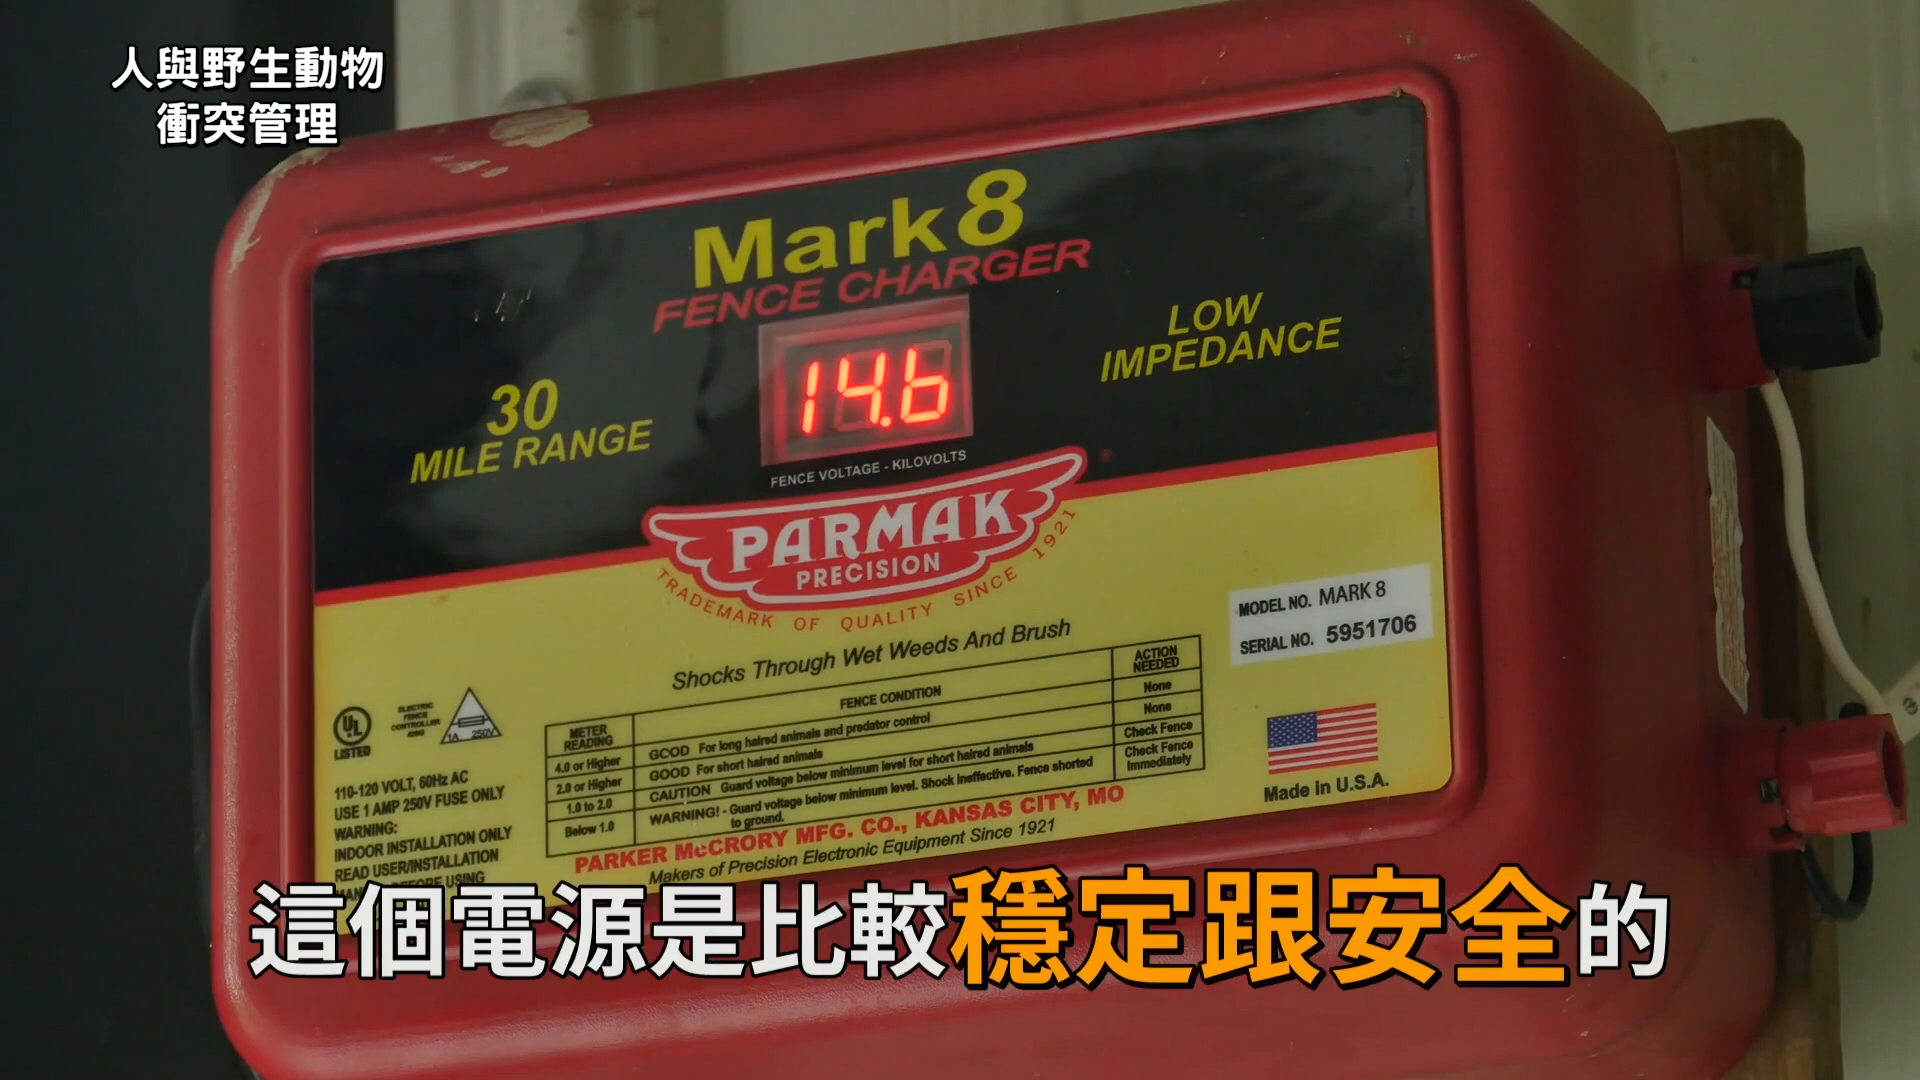 人與野生動物
衝突管理
Mark 8
FENCE CHARGER
30
MILE RANGE
14.6
LOW
IMPEDANCE
FENCE VOLTAGE - KILOVOLTS
PARMAK
PRECISION
TRADEMARK OF QUALITY SINCE 1921
MODEL NO. MARK 8
SERIAL NO. 5951706
Shocks Through Wet Weeds And Brush
METER READING FENCE CONDITION ACTION NEEDED
4.0 or Higher GOOD For long haired animals and predator control None
2.0 or Higher GOOD For short haired animals None
1.0 to 2.0 CAUTION Guard voltage below minimum level for short haired animals Check Fence
Below 1.0 WARNING! - Guard voltage below minimum level. Shock Ineffective. Fence shorted to ground. Check Fence Immediately
UL
LISTED
ELECTRIC
FENCE
CONTROLLER
1A 250V
110-120 VOLT, 60Hz AC
USE 1 AMP 250V FUSE ONLY
WARNING:
INDOOR INSTALLATION ONLY
READ USER/INSTALLATION
BEFORE USING
PARKER McCRORY MFG. CO., KANSAS CITY, MO
Makers of Precision Electronic Equipment Since 1921
Made in U.S.A.
這個電源是比較穩定跟安全的